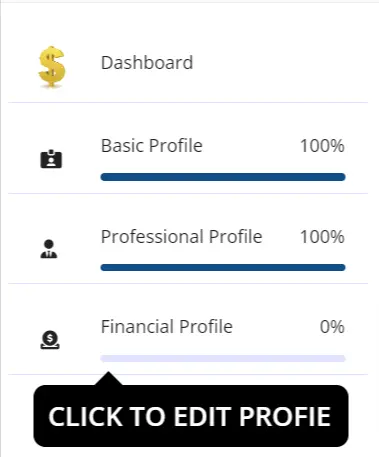 Dashboard
Basic Profile 100%
Professional Profile 100%
Financial Profile 0%
CLICK TO EDIT PROFIE